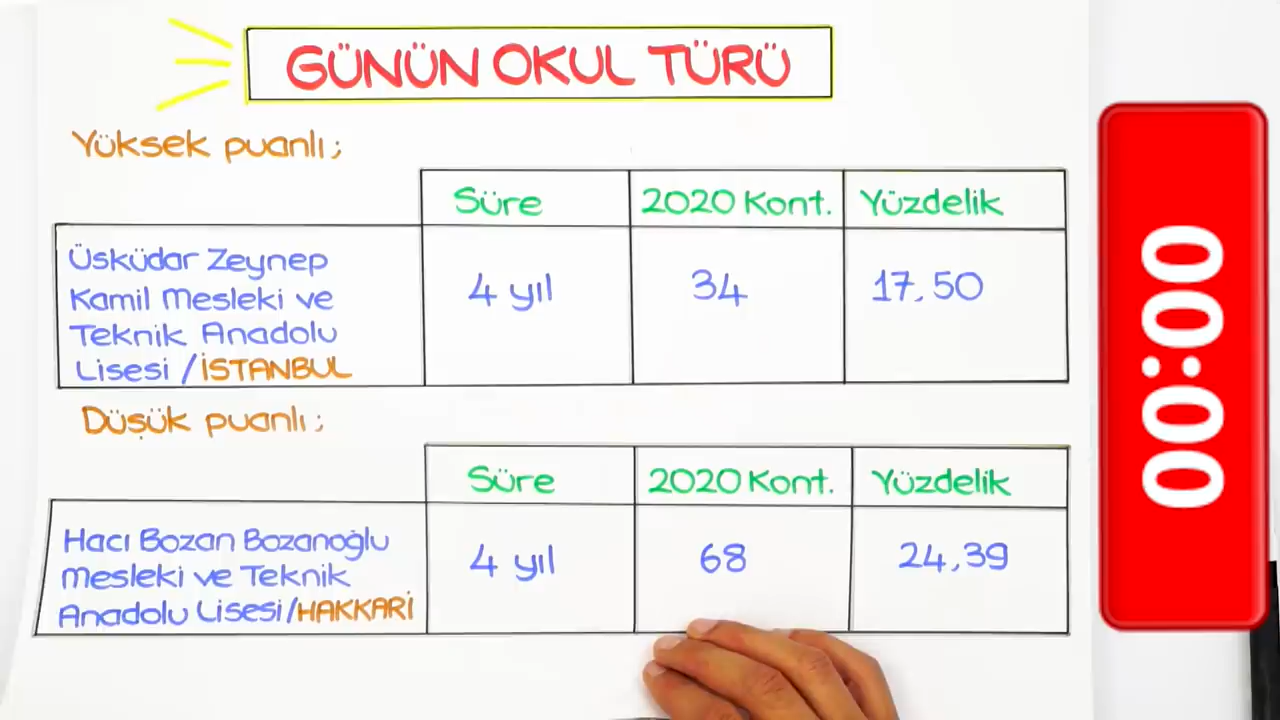 GÜNÜN OKUL TÜRÜ
Yüksek puanlı;
Süre 2020 Kont. Yüzdelik
Üsküdar Zeynep
Kamil Mesleki ve
Teknik Anadolu
Lisesi /İSTANBUL
4 yıl 34 17,50
Düşük puanlı;
Süre 2020 Kont. Yüzdelik
Hacı Bozan Bozanoğlu
Mesleki ve Teknik
Anadolu Lisesi/HAKKARİ
4 yıl 68 24,39
00:00